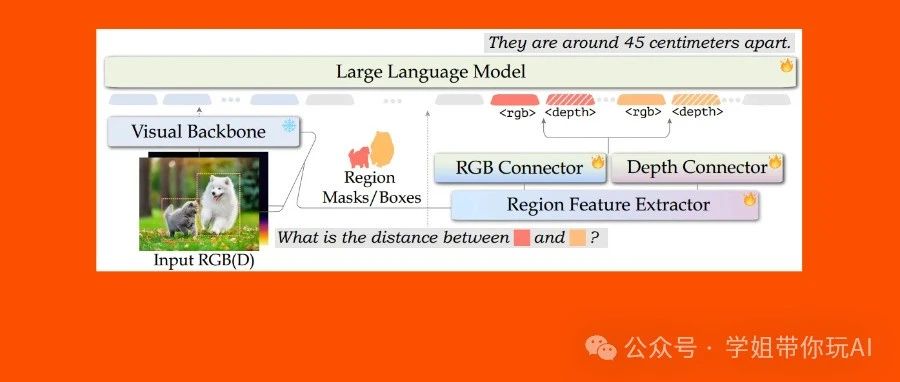 They are around 45 centimeters apart.
Large Language Model
<rgb> <depth> <rgb> <depth>
Visual Backbone
RGB Connector
Depth Connector
Region
Masks/Boxes
Region Feature Extractor
What is the distance between and ?
Input RGB(D)
公众号 · 学姐带你玩AI